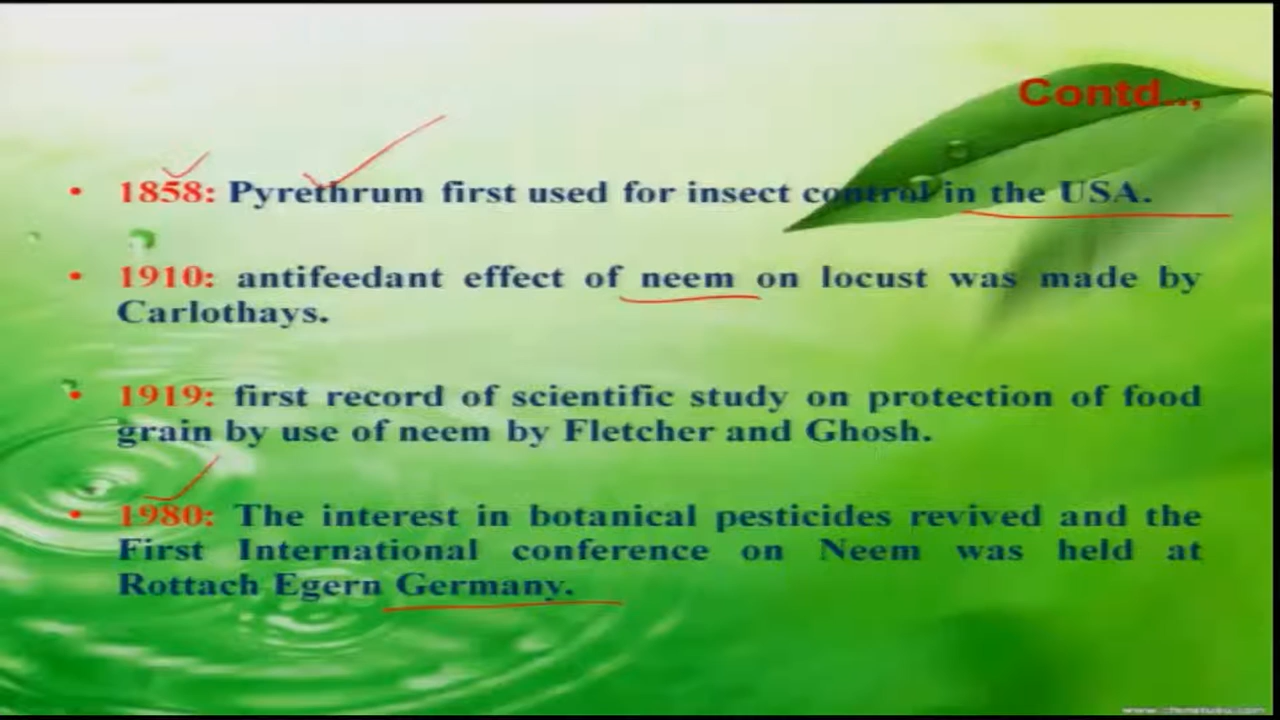 Contd..,
• 1858: Pyrethrum first used for insect control in the USA.
• 1910: antifeedant effect of neem on locust was made by
Carlothays.
• 1919: first record of scientific study on protection of food
grain by use of neem by Fletcher and Ghosh.
• 1980: The interest in botanical pesticides revived and the
First International conference on Neem was held at
Rottach Egern Germany.